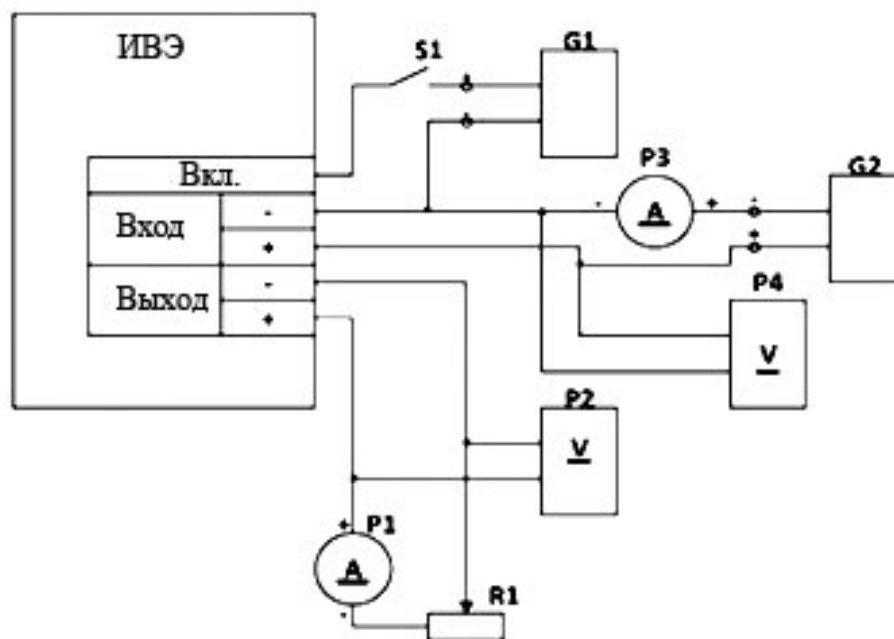 ИВЭ
S1
G1
P3
G2
Вкл.
Вход
-
+
Выход
-
+
- A +
-
+
P4
V
P2
V
+ P1
A
-
R1